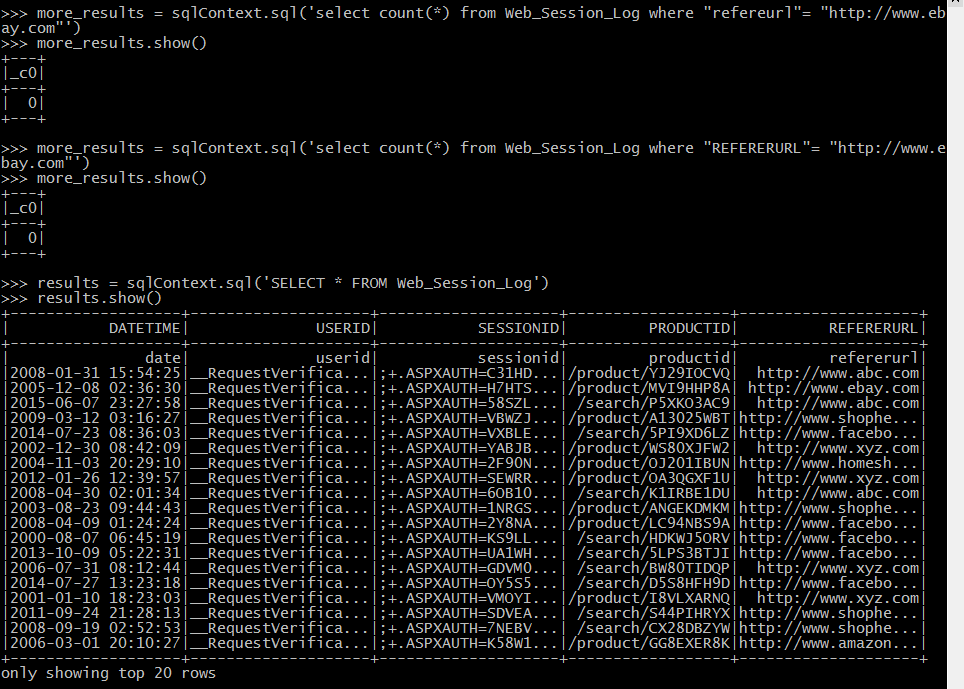 >>> more_results = sqlContext.sql('select count(*) from Web_Session_Log where "refereurl"= "http://www.eb
ay.com"')
>>> more_results.show()
+---+
|_c0|
+---+
|  0|
+---+
>>> more_results = sqlContext.sql('select count(*) from Web_Session_Log where "REFERERURL"= "http://www.e
bay.com"')
>>> more_results.show()
+---+
|_c0|
+---+
|  0|
+---+
>>> results = sqlContext.sql('SELECT * FROM Web_Session_Log')
>>> results.show()
+-------------------+--------------------+--------------------+------------------+--------------------+
|           DATETIME|              USERID|           SESSIONID|         PRODUCTID|          REFERERURL|
+-------------------+--------------------+--------------------+------------------+--------------------+
|               date|              userid|           sessionid|         productid|          refererurl|
|2008-01-31 15:54:25|__RequestVerifica...|;+.ASPXAUTH=C31HD...|/product/YJ29IOCVQ|  http://www.abc.com|
|2005-12-08 02:36:30|__RequestVerifica...|;+.ASPXAUTH=H7HTS...|/product/MVI9HHP8A| http://www.ebay.com|
|2015-06-07 23:27:58|__RequestVerifica...|;+.ASPXAUTH=58SZL...| /search/P5XKO3AC9|  http://www.abc.com|
|2009-03-12 03:16:27|__RequestVerifica...|;+.ASPXAUTH=VBWZJ...|/product/A13O25WBT|http://www.shophe...|
|2014-07-23 08:36:03|__RequestVerifica...|;+.ASPXAUTH=VXBLE...| /search/5PI9XD6LZ|http://www.facebo...|
|2002-12-30 08:42:09|__RequestVerifica...|;+.ASPXAUTH=YABJB...|/product/WS80XJFW2|  http://www.xyz.com|
|2004-11-03 20:29:10|__RequestVerifica...|;+.ASPXAUTH=2F90N...|/product/OJ2O1IBUN|http://www.homesh...|
|2012-01-26 12:39:57|__RequestVerifica...|;+.ASPXAUTH=SEWRR...|/product/OA3QGXF1U|  http://www.xyz.com|
|2008-04-30 02:01:34|__RequestVerifica...|;+.ASPXAUTH=6OB1O...| /search/K1IRBE1DU|  http://www.abc.com|
|2003-08-23 09:44:43|__RequestVerifica...|;+.ASPXAUTH=1NRGS...|/product/ANGEKDMKM|http://www.shophe...|
|2008-04-09 01:24:24|__RequestVerifica...|;+.ASPXAUTH=2Y8NA...|/product/LC94NBS9A|http://www.facebo...|
|2000-08-07 06:45:19|__RequestVerifica...|;+.ASPXAUTH=KS9LL...| /search/HDKWJ5ORV|http://www.facebo...|
|2013-10-09 05:22:31|__RequestVerifica...|;+.ASPXAUTH=UA1WH...| /search/5LPS3BTJI|http://www.facebo...|
|2006-07-31 08:12:44|__RequestVerifica...|;+.ASPXAUTH=GDVM0...|/product/BW8OTIDQP|  http://www.xyz.com|
|2014-07-27 13:23:18|__RequestVerifica...|;+.ASPXAUTH=OY5S5...|/product/D5S8HFH9D|http://www.facebo...|
|2001-01-10 18:23:03|__RequestVerifica...|;+.ASPXAUTH=VMOYI...|/product/I8VLXARNQ|  http://www.xyz.com|
|2011-09-24 21:28:13|__RequestVerifica...|;+.ASPXAUTH=SDVEA...| /search/S44PIHRYX|http://www.shophe...|
|2008-09-19 02:52:53|__RequestVerifica...|;+.ASPXAUTH=7NEBV...| /search/CX28DBZYW|http://www.shophe...|
|2006-03-01 20:10:27|__RequestVerifica...|;+.ASPXAUTH=K58W1...|/product/GG8EXER8K|http://www.amazon...|
+-------------------+--------------------+--------------------+------------------+--------------------+
only showing top 20 rows